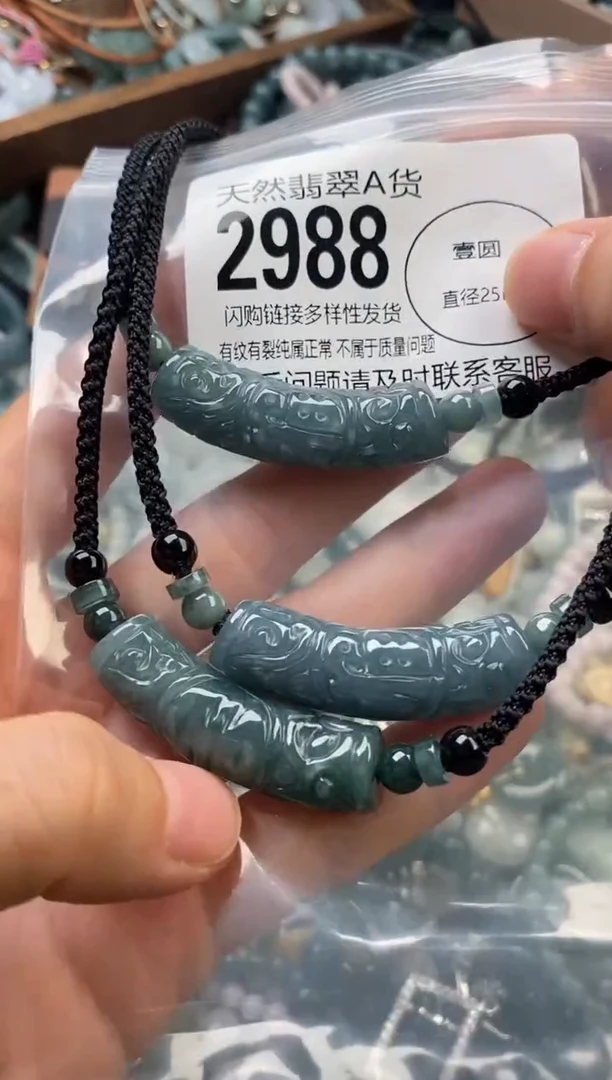 天然翡翠A货
2988
壹圆
直径25
闪购链接多样性发货
有纹有裂纯属正常 不属于质量问题
问题请及时联系客服